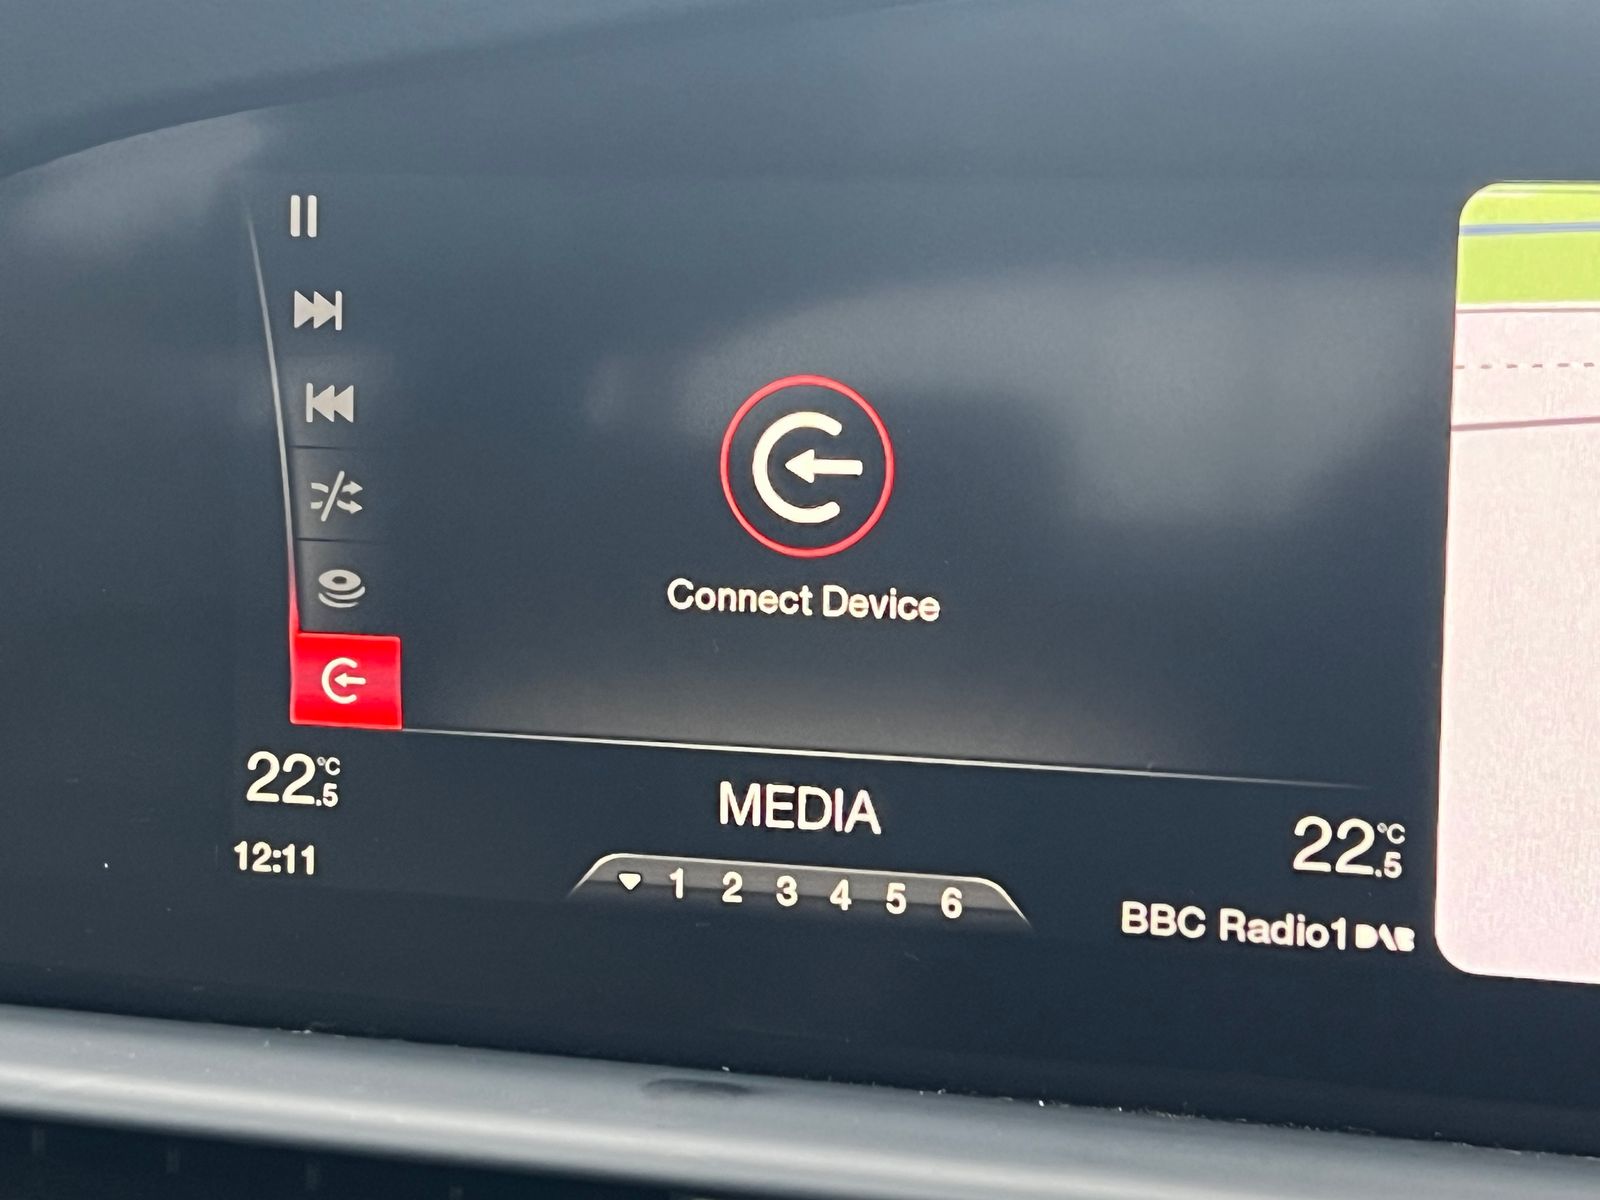 Connect Device
22.5°C
MEDIA
22.5°C
12:11
1 2 3 4 5 6
BBC Radio1 DAB